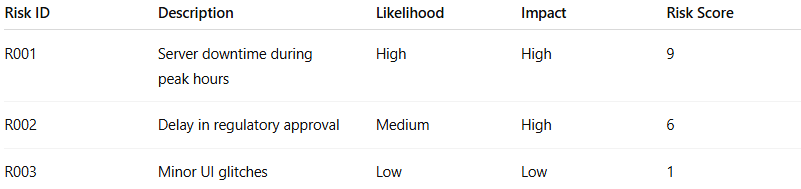 Risk ID Description Likelihood Impact Risk Score
R001 Server downtime during High High 9
peak hours
R002 Delay in regulatory approval Medium High 6
R003 Minor UI glitches Low Low 1